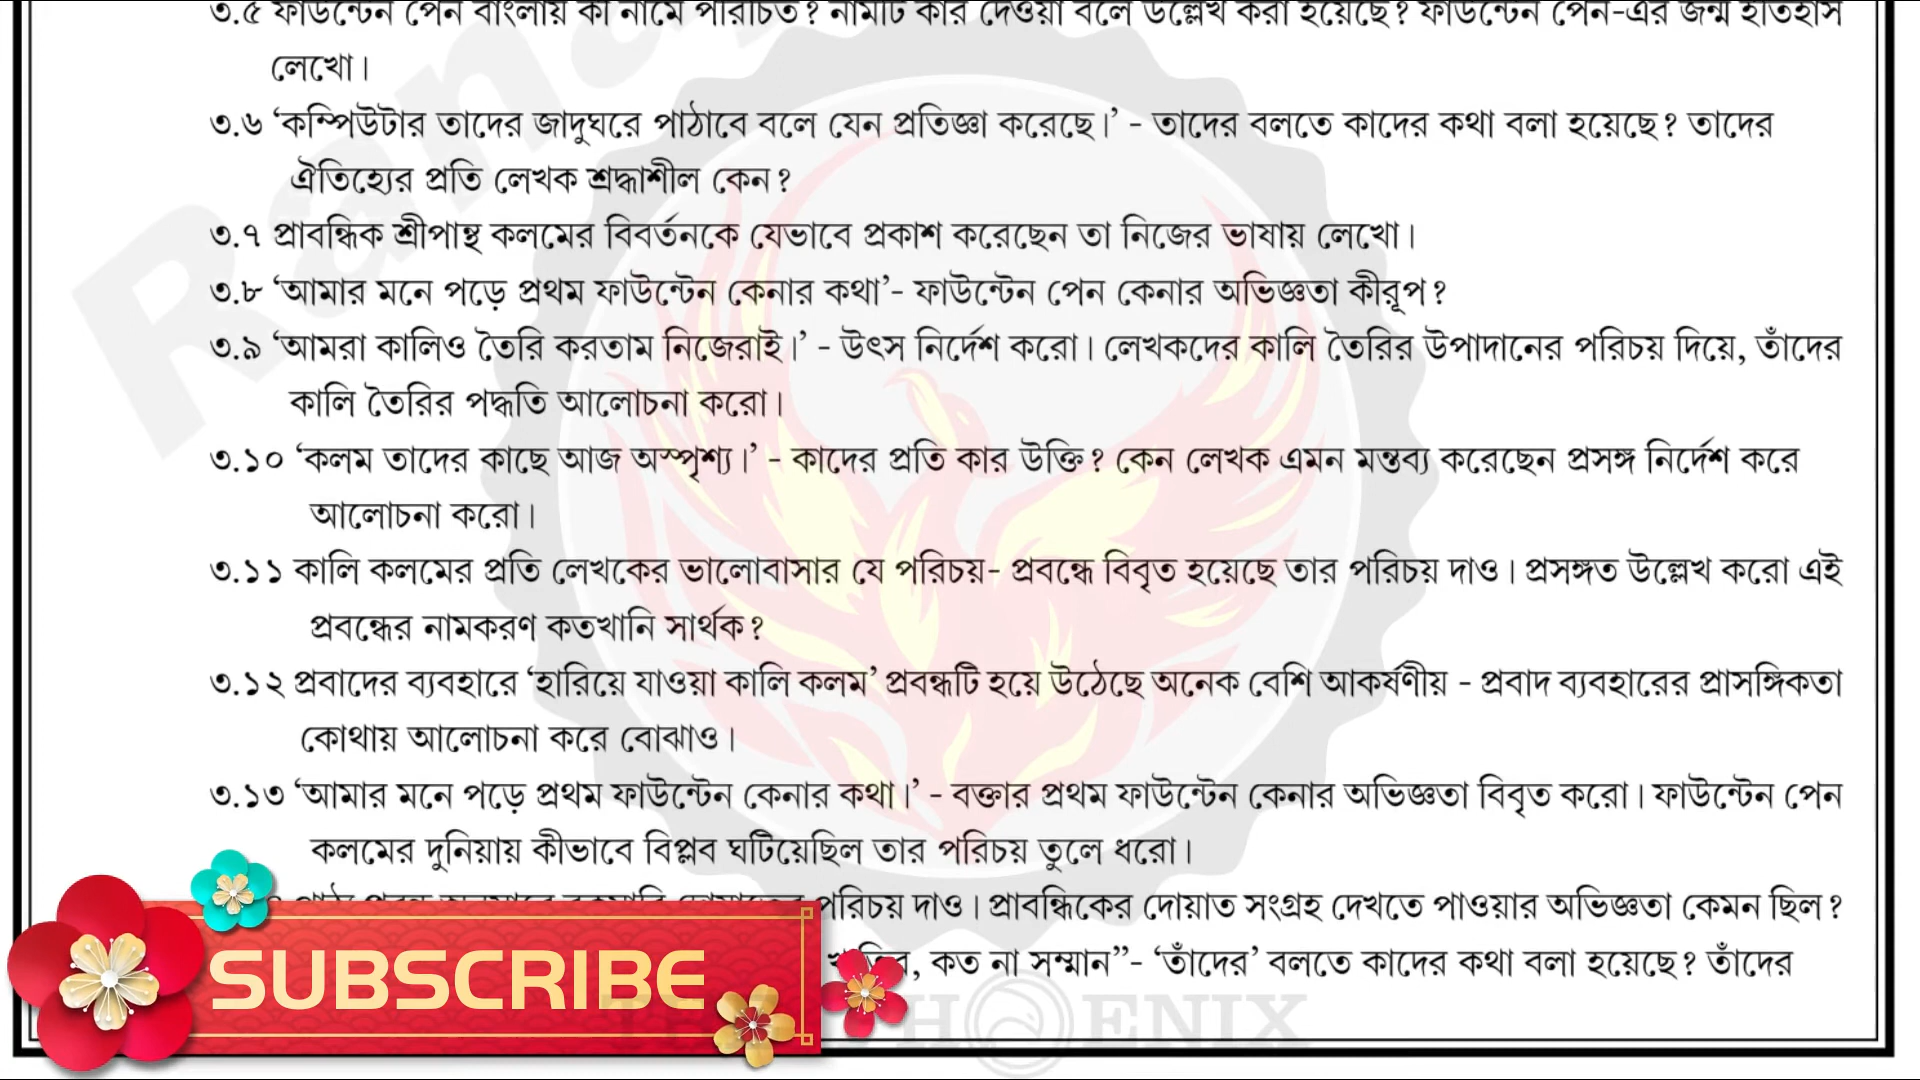 ৩.৫ ফাউন্টেন পেন বাংলায় কী নামে পরিচিত? নামটি কার দেওয়া বলে উল্লেখ করা হয়েছে? ফাউন্টেন পেন-এর জন্ম ইতিহাস
লেখো।
৩.৬ ‘কম্পিউটার তাদের জাদুঘরে পাঠাবে বলে যেন প্রতিজ্ঞা করেছে।’ - তাদের বলতে কাদের কথা বলা হয়েছে? তাদের
ঐতিহ্যের প্রতি লেখক শ্রদ্ধাশীল কেন?
৩.৭ প্রাবন্ধিক শ্রীপান্থ কলমের বিবর্তনকে যেভাবে প্রকাশ করেছেন তা নিজের ভাষায় লেখো।
৩.৮ ‘আমার মনে পড়ে প্রথম ফাউন্টেন কেনার কথা’- ফাউন্টেন পেন কেনার অভিজ্ঞতা কীরূপ?
৩.৯ ‘আমরা কালিও তৈরি করতাম নিজেরাই।’ - উৎস নির্দেশ করো। লেখকদের কালি তৈরির উপাদানের পরিচয় দিয়ে, তাঁদের
কালি তৈরির পদ্ধতি আলোচনা করো।
৩.১০ ‘কলম তাদের কাছে আজ অস্পৃশ্য।’ - কাদের প্রতি কার উক্তি? কেন লেখক এমন মন্তব্য করেছেন প্রসঙ্গ নির্দেশ করে
আলোচনা করো।
৩.১১ কালি কলমের প্রতি লেখকের ভালোবাসার যে পরিচয়- প্রবন্ধে বিবৃত হয়েছে তার পরিচয় দাও। প্রসঙ্গত উল্লেখ করো এই
প্রবন্ধের নামকরণ কতখানি সার্থক?
৩.১২ প্রবাদের ব্যবহারে ‘হারিয়ে যাওয়া কালি কলম’ প্রবন্ধটি হয়ে উঠেছে অনেক বেশি আকর্ষণীয় - প্রবাদ ব্যবহারের প্রাসঙ্গিকতা
কোথায় আলোচনা করে বোঝাও।
৩.১৩ ‘আমার মনে পড়ে প্রথম ফাউন্টেন কেনার কথা।’ - বক্তার প্রথম ফাউন্টেন কেনার অভিজ্ঞতা বিবৃত করো। ফাউন্টেন পেন
কলমের দুনিয়ায় কীভাবে বিপ্লব ঘটিয়েছিল তার পরিচয় তুলে ধরো।
পরিচয় দাও। প্রাবন্ধিকের দোয়াত সংগ্রহ দেখতে পাওয়ার অভিজ্ঞতা কেমন ছিল?
কত না সম্মান”- ‘তাঁদের’ বলতে কাদের কথা বলা হয়েছে? তাঁদের
SUBSCRIBE